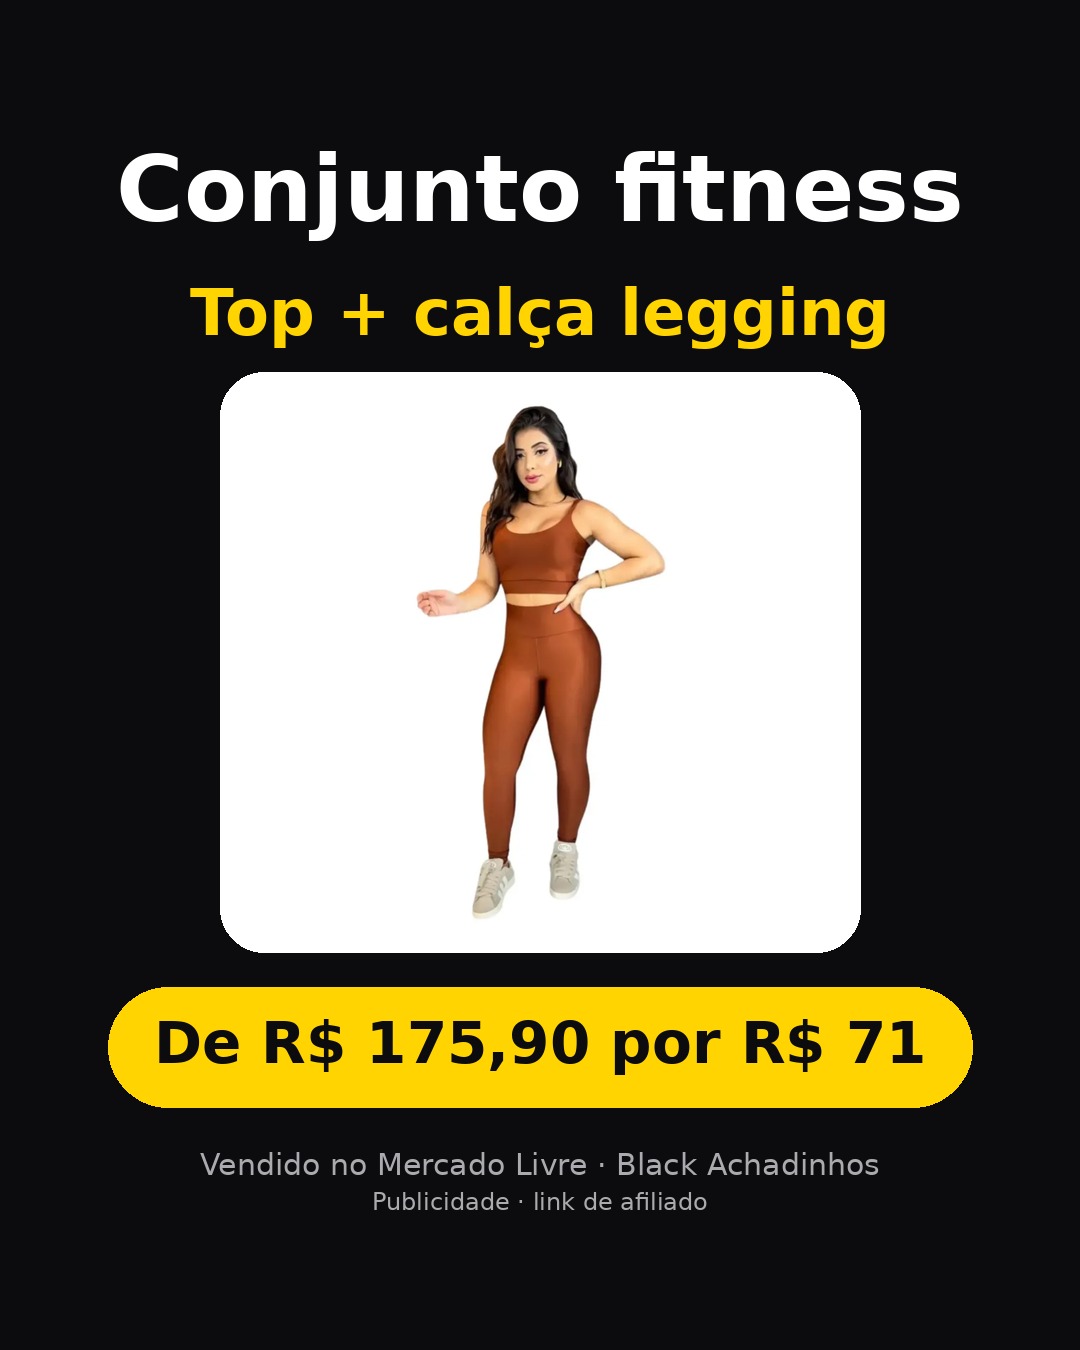 Conjunto fitness
Top + calça legging
De R$ 175,90 por R$ 71
Vendido no Mercado Livre · Black Achadinhos
Publicidade · link de afiliado